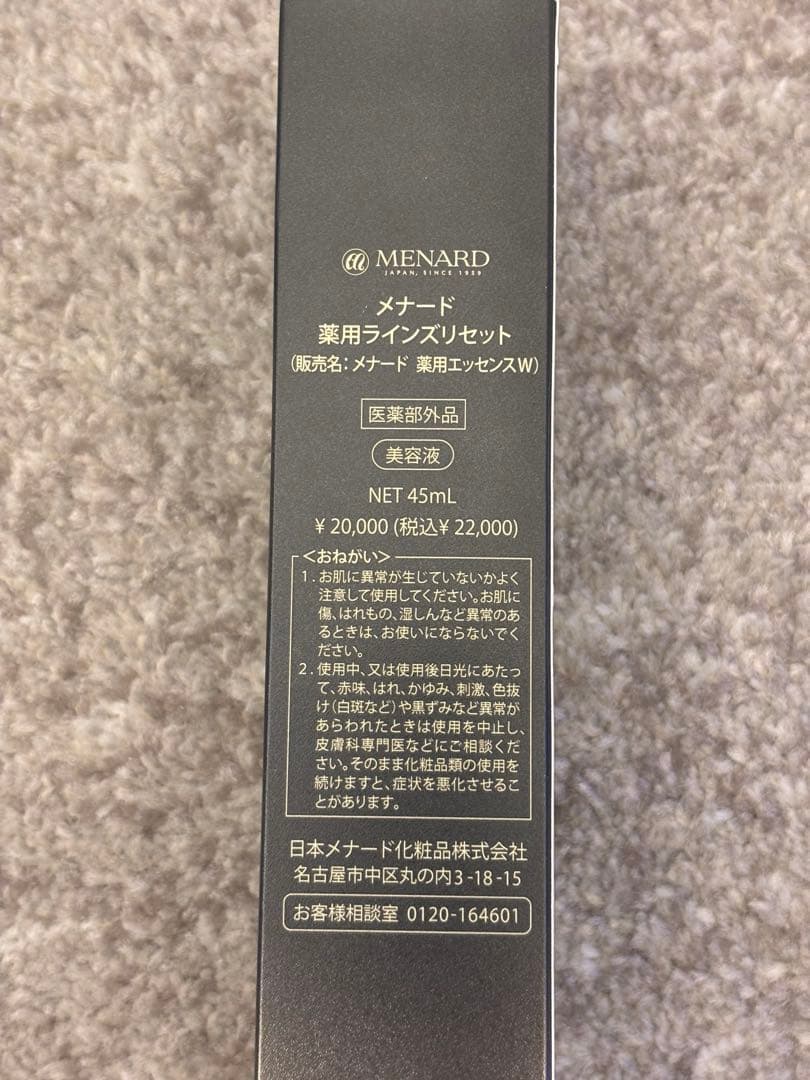 MENARD
JAPAN, SINCE 1959
メナード
薬用ラインズリセット
(販売名: メナード 薬用エッセンスW)
医薬部外品
美容液
NET 45mL
¥ 20,000 (税込¥ 22,000)
<おねがい>
1. お肌に異常が生じていないかよく
注意して使用してください。お肌に
傷、はれもの、湿しんなど異常のあ
るときは、お使いにならないでく
ださい。
2. 使用中、又は使用後日光にあたっ
て、赤味、はれ、かゆみ、刺激、色抜
け(白斑など)や黒ずみなど異常が
あらわれたときは使用を中止し、
皮膚科専門医などにご相談くだ
さい。そのまま化粧品類の使用を
続けますと、症状を悪化させるこ
とがあります。
日本メナード化粧品株式会社
名古屋市中区丸の内3-18-15
お客様相談室 0120-164601